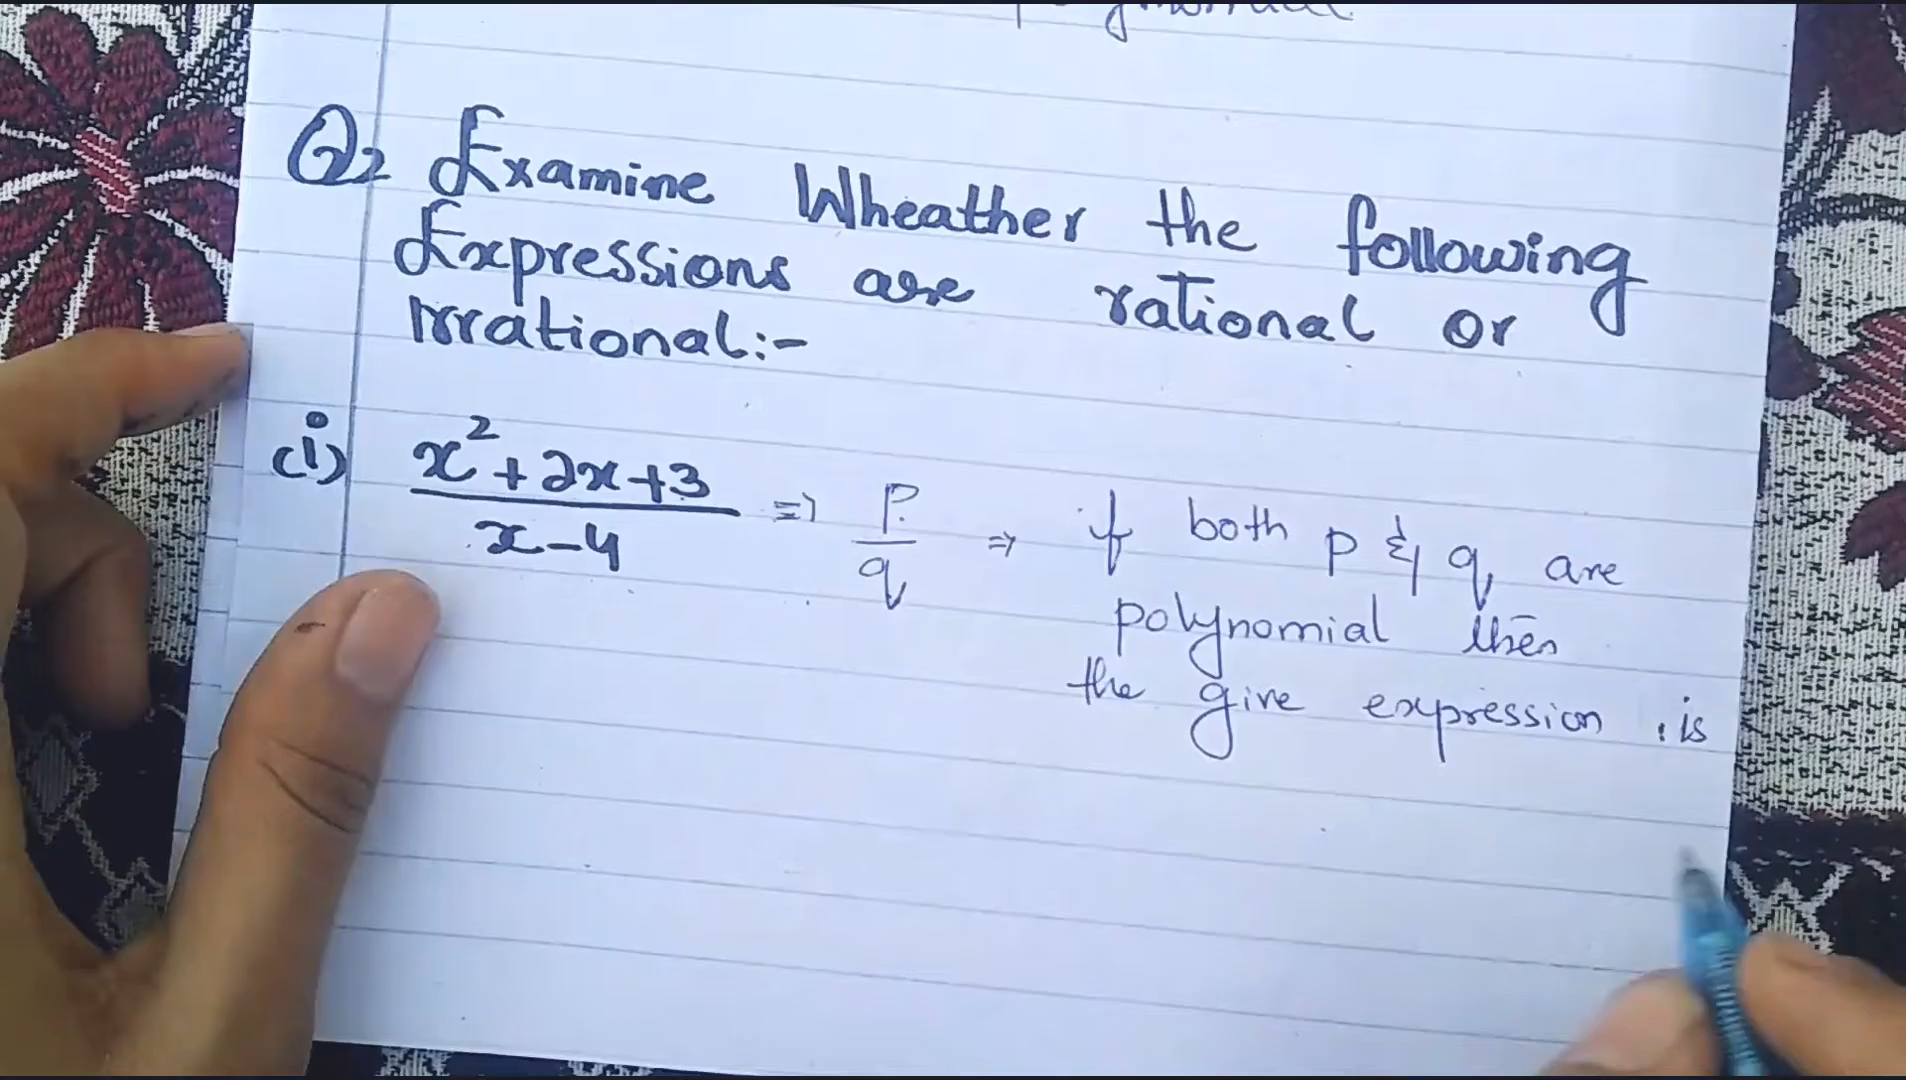 Q2 Examine Wheather the following
Expressions are rational or
Irrational:-
(i) x²+2x+3 / x-4 => P/q => if both p & q are
polynomial then
the give expression is